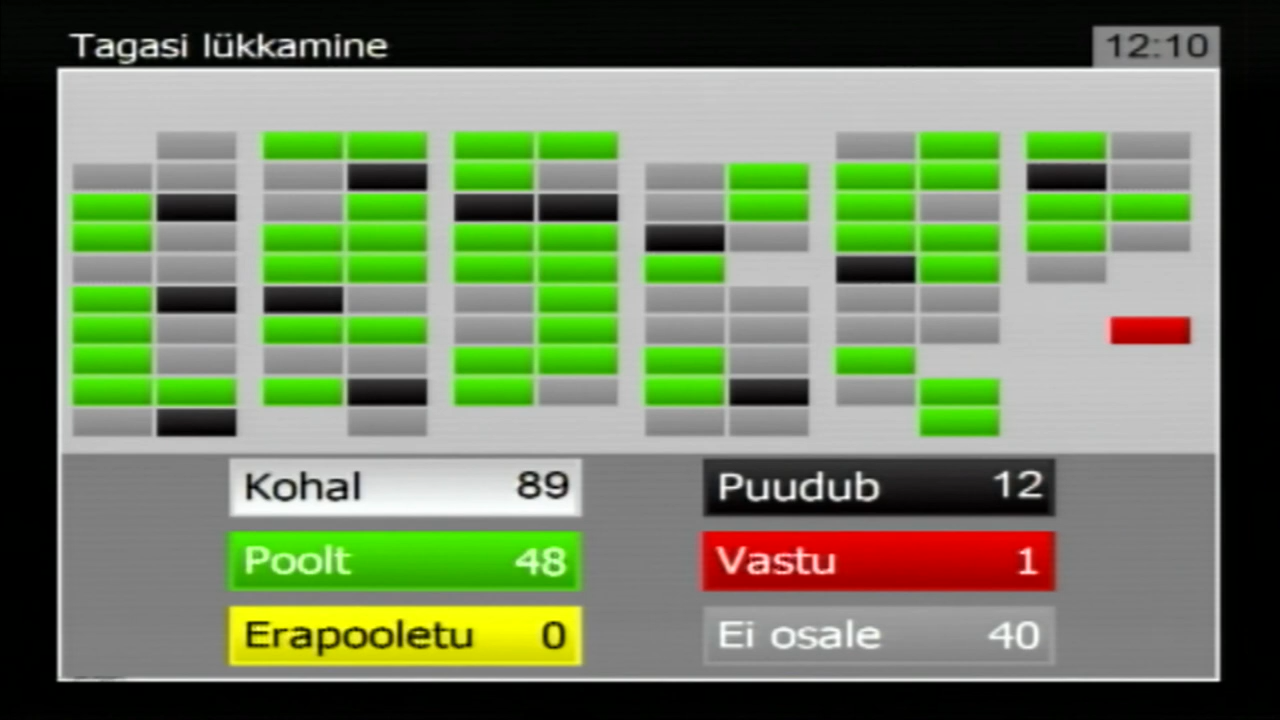 Tagasi lükkamine 12:10
Kohal 89 Puudub 12
Poolt 48 Vastu 1
Erapooletu 0 Ei osale 40